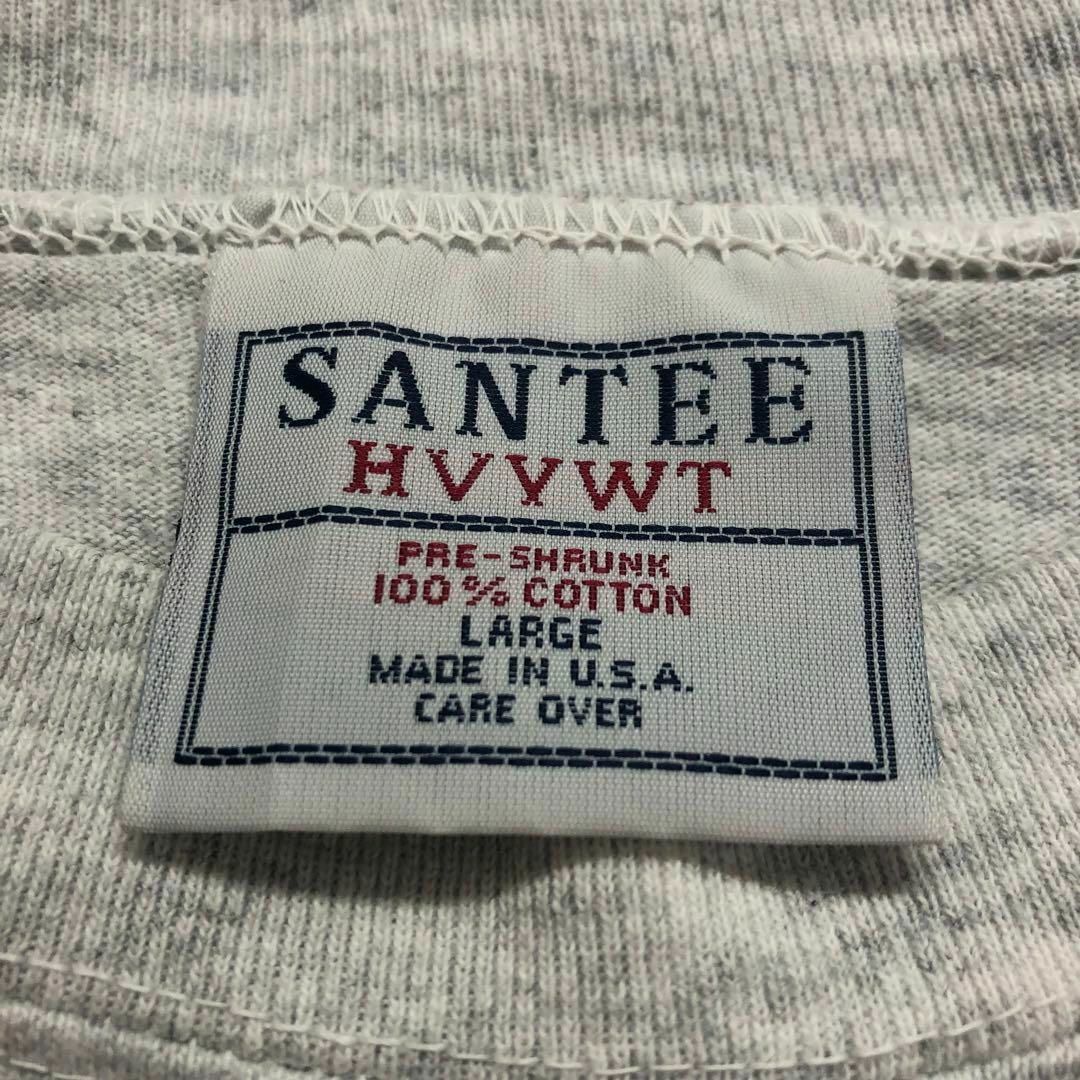 SANTEE
HVYWT
PRE-SHRUNK
100% COTTON
LARGE
MADE IN U.S.A.
CARE OVER